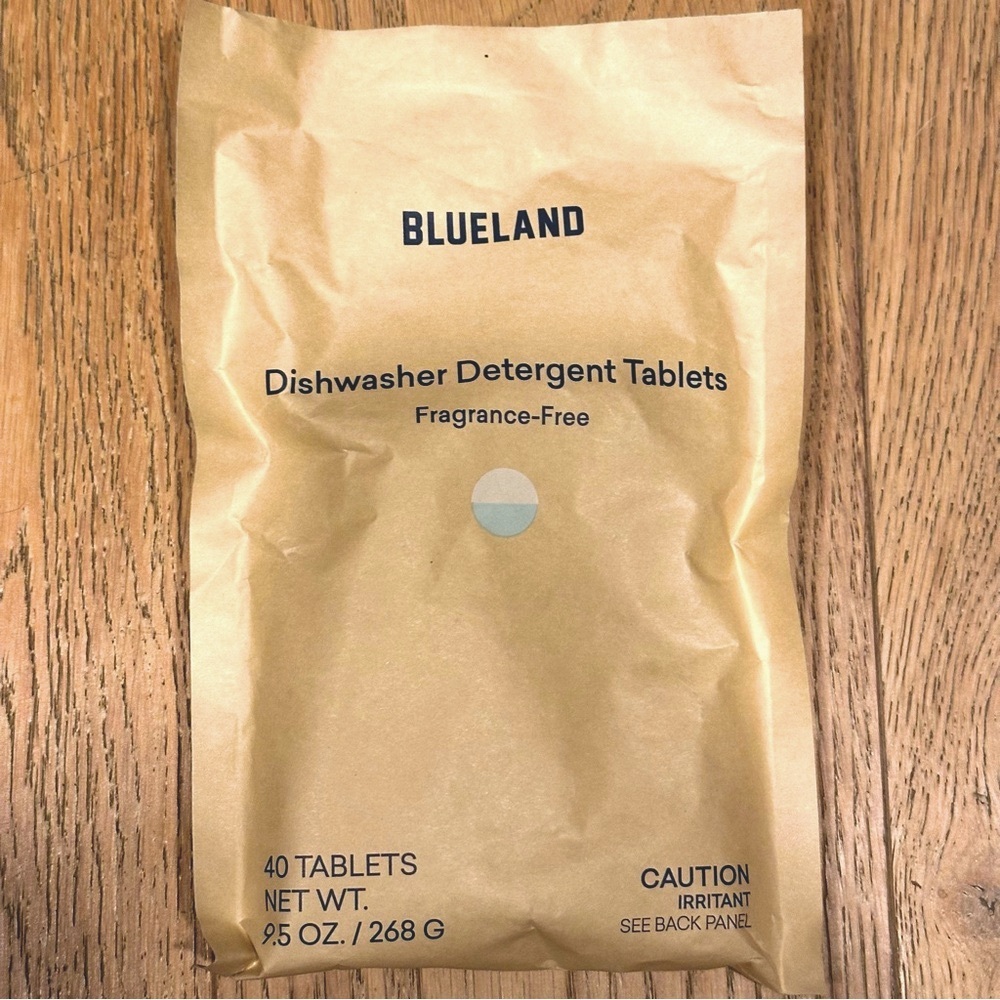 BLUELAND
Dishwasher Detergent Tablets
Fragrance-Free
40 TABLETS
NET WT.
9.5 OZ. / 268 G
CAUTION
IRRITANT
SEE BACK PANEL